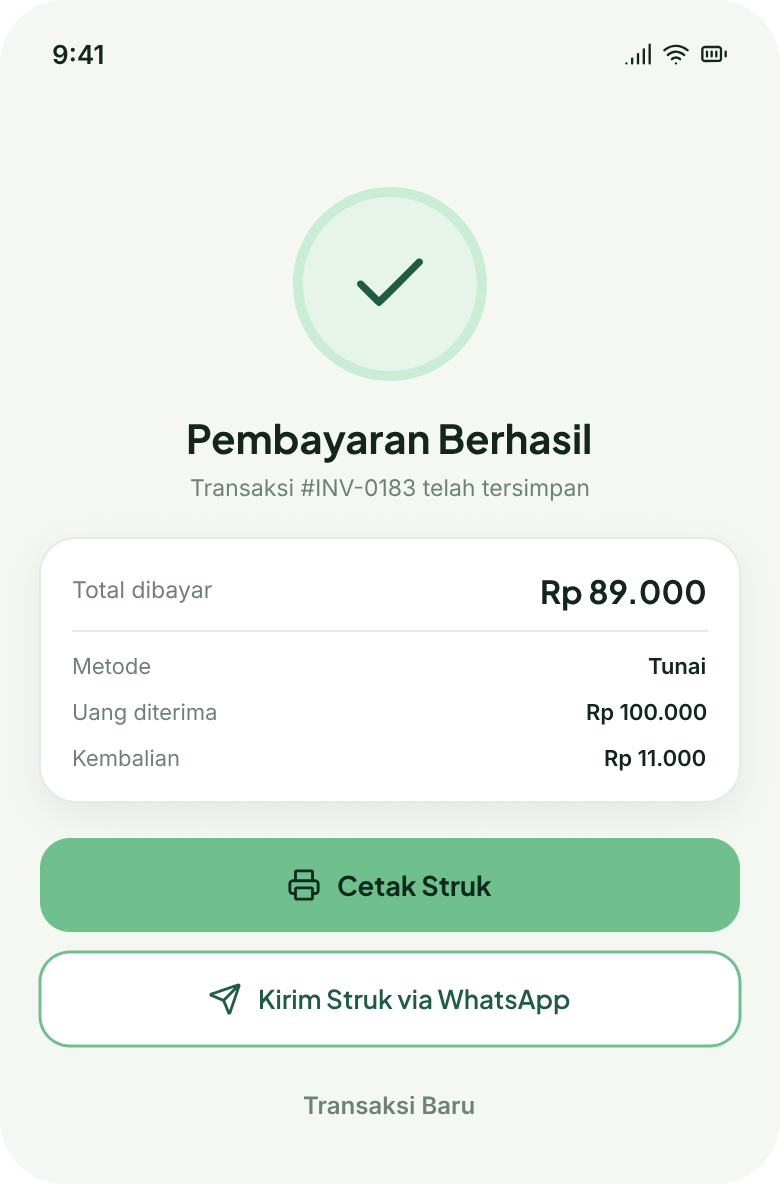 9:41
Pembayaran Berhasil
Transaksi #INV-0183 telah tersimpan
Total dibayar Rp 89.000
Metode Tunai
Uang diterima Rp 100.000
Kembalian Rp 11.000
Cetak Struk
Kirim Struk via WhatsApp
Transaksi Baru